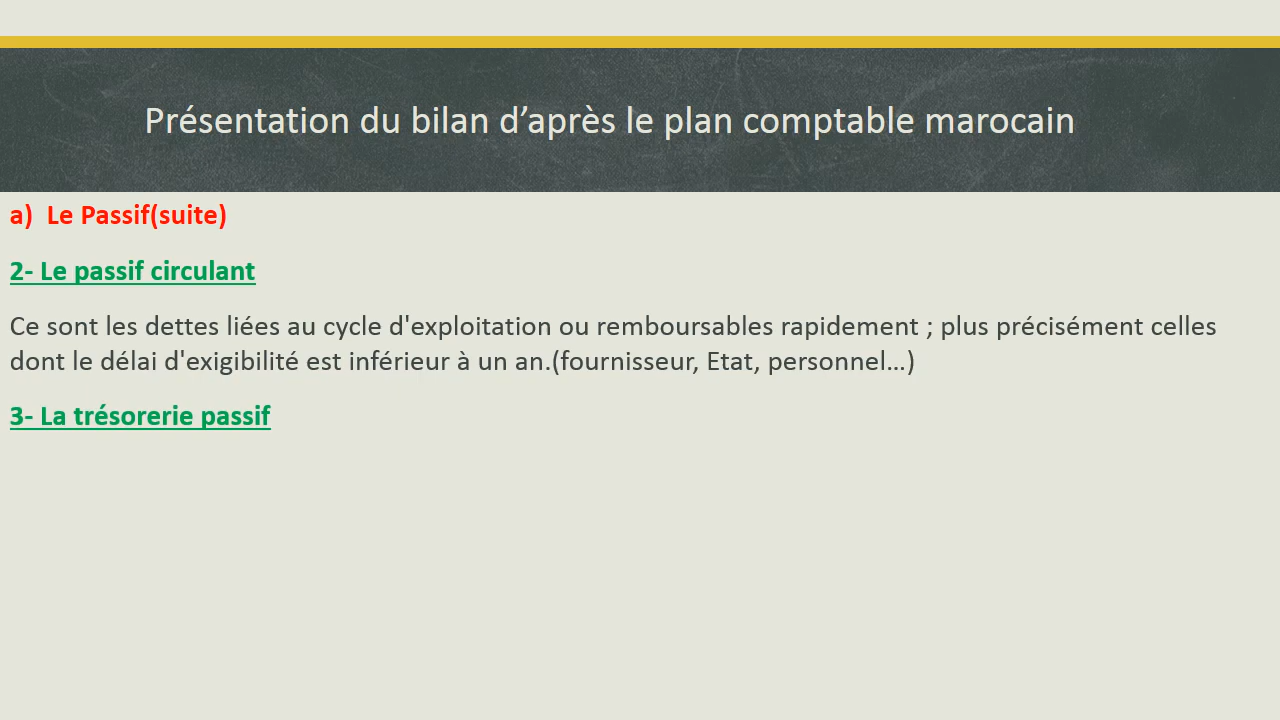 Présentation du bilan d’après le plan comptable marocain
a) Le Passif(suite)
2- Le passif circulant
Ce sont les dettes liées au cycle d'exploitation ou remboursables rapidement ; plus précisément celles
dont le délai d'exigibilité est inférieur à un an.(fournisseur, Etat, personnel…)
3- La trésorerie passif